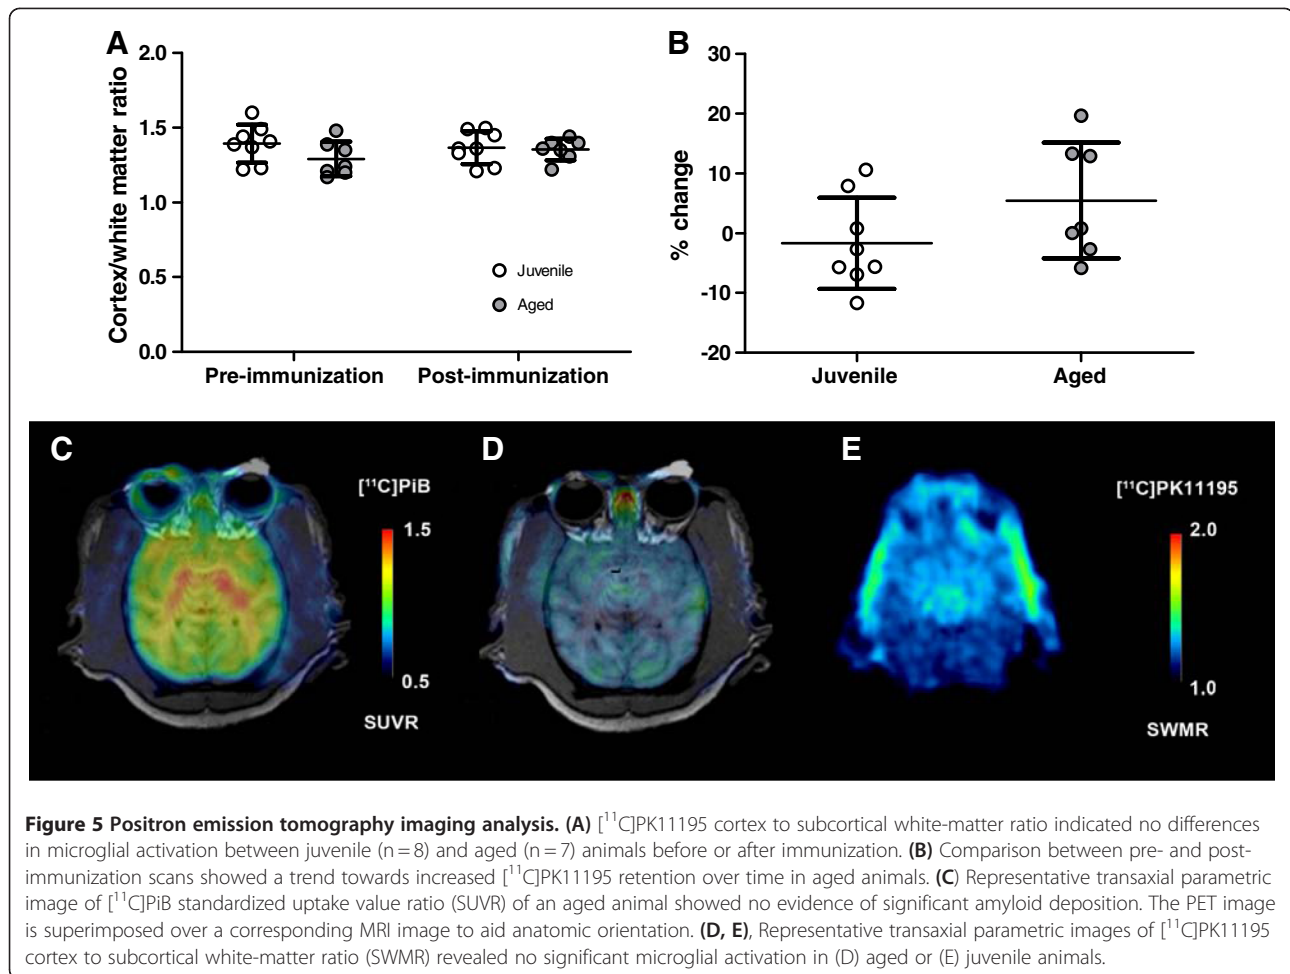 A
B
2.0
1.5
1.0
0.5
0.0
Cortex/white matter ratio
Juvenile
Aged
Pre-immunization
Post-immunization
30
20
10
0
-10
-20
% change
Juvenile
Aged
C
[¹¹C]PiB
1.5
0.5
SUVR
D
E
[¹¹C]PK11195
2.0
1.0
SWMR
Figure 5 Positron emission tomography imaging analysis. (A) [¹¹C]PK11195 cortex to subcortical white-matter ratio indicated no differences
in microglial activation between juvenile (n = 8) and aged (n = 7) animals before or after immunization. (B) Comparison between pre- and post-
immunization scans showed a trend towards increased [¹¹C]PK11195 retention over time in aged animals. (C) Representative transaxial parametric
image of [¹¹C]PiB standardized uptake value ratio (SUVR) of an aged animal showed no evidence of significant amyloid deposition. The PET image
is superimposed over a corresponding MRI image to aid anatomic orientation. (D, E), Representative transaxial parametric images of [¹¹C]PK11195
cortex to subcortical white-matter ratio (SWMR) revealed no significant microglial activation in (D) aged or (E) juvenile animals.